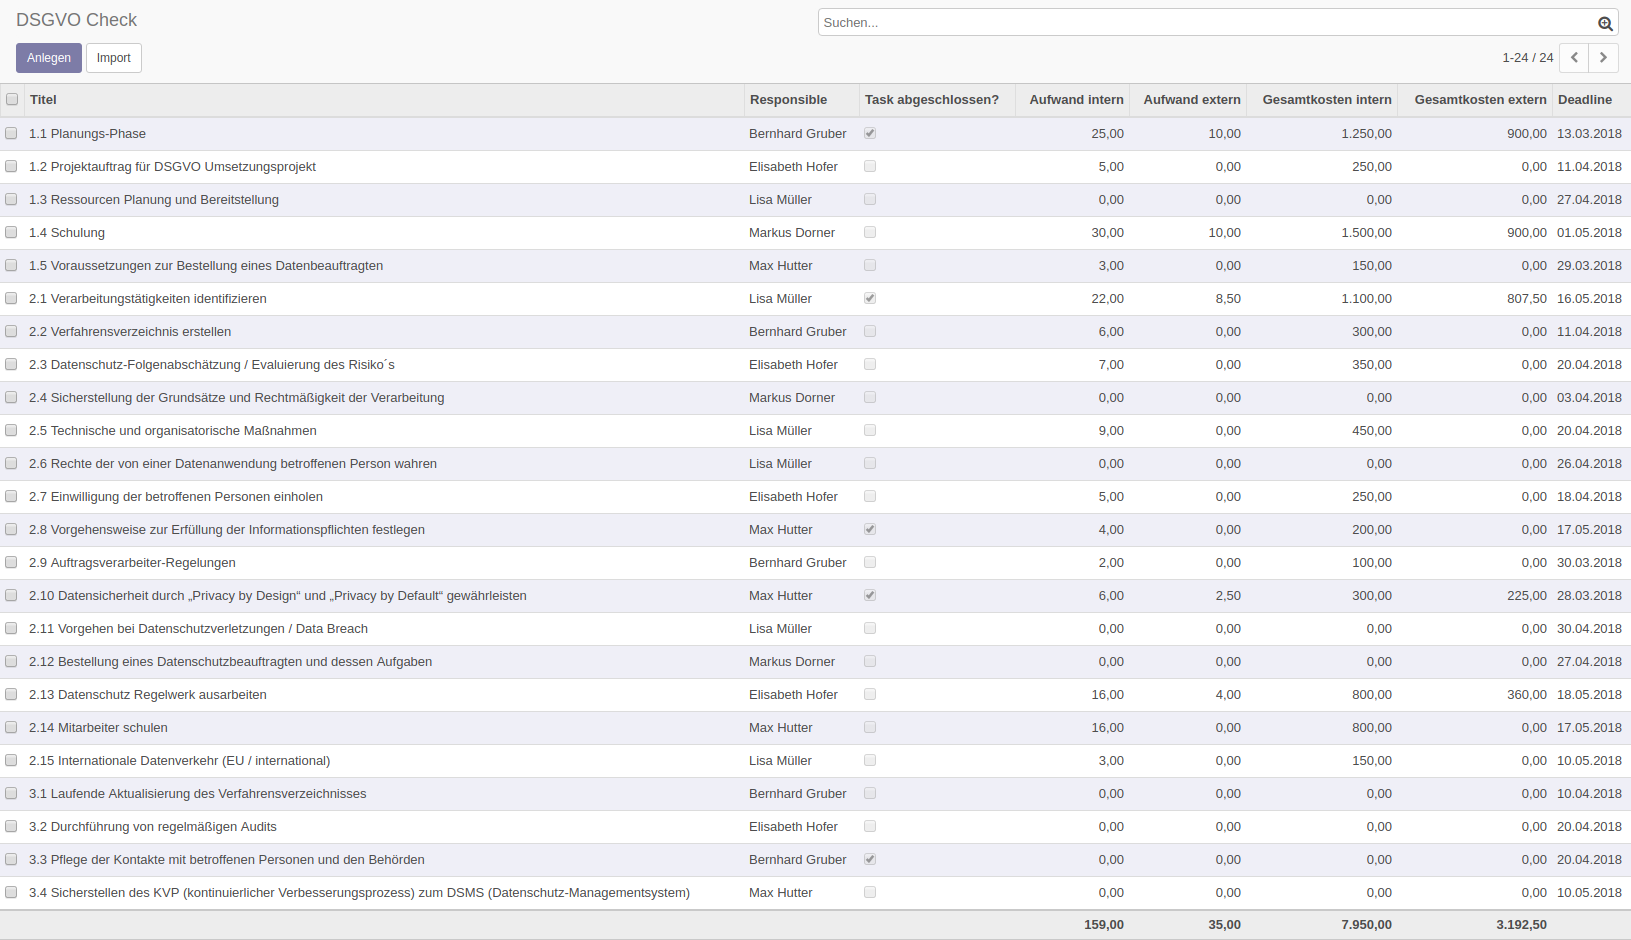 DSGVO Check
Suchen...
Anlegen Import
1-24 / 24
Titel Responsible Task abgeschlossen? Aufwand intern Aufwand extern Gesamtkosten intern Gesamtkosten extern Deadline
1.1 Planungs-Phase Bernhard Gruber 25,00 10,00 1.250,00 900,00 13.03.2018
1.2 Projektauftrag für DSGVO Umsetzungsprojekt Elisabeth Hofer 5,00 0,00 250,00 0,00 11.04.2018
1.3 Ressourcen Planung und Bereitstellung Lisa Müller 0,00 0,00 0,00 0,00 27.04.2018
1.4 Schulung Markus Dorner 30,00 10,00 1.500,00 900,00 01.05.2018
1.5 Voraussetzungen zur Bestellung eines Datenbeauftragten Max Hutter 3,00 0,00 150,00 0,00 29.03.2018
2.1 Verarbeitungstätigkeiten identifizieren Lisa Müller 22,00 8,50 1.100,00 807,50 16.05.2018
2.2 Verfahrensverzeichnis erstellen Bernhard Gruber 6,00 0,00 300,00 0,00 11.04.2018
2.3 Datenschutz-Folgenabschätzung / Evaluierung des Risiko´s Elisabeth Hofer 7,00 0,00 350,00 0,00 20.04.2018
2.4 Sicherstellung der Grundsätze und Rechtmäßigkeit der Verarbeitung Markus Dorner 0,00 0,00 0,00 0,00 03.04.2018
2.5 Technische und organisatorische Maßnahmen Lisa Müller 9,00 0,00 450,00 0,00 20.04.2018
2.6 Rechte der von einer Datenanwendung betroffenen Person wahren Lisa Müller 0,00 0,00 0,00 0,00 26.04.2018
2.7 Einwilligung der betroffenen Personen einholen Elisabeth Hofer 5,00 0,00 250,00 0,00 18.04.2018
2.8 Vorgehensweise zur Erfüllung der Informationspflichten festlegen Max Hutter 4,00 0,00 200,00 0,00 17.05.2018
2.9 Auftragsverarbeiter-Regelungen Bernhard Gruber 2,00 0,00 100,00 0,00 30.03.2018
2.10 Datensicherheit durch „Privacy by Design“ und „Privacy by Default“ gewährleisten Max Hutter 6,00 2,50 300,00 225,00 28.03.2018
2.11 Vorgehen bei Datenschutzverletzungen / Data Breach Lisa Müller 0,00 0,00 0,00 0,00 30.04.2018
2.12 Bestellung eines Datenschutzbeauftragten und dessen Aufgaben Markus Dorner 0,00 0,00 0,00 0,00 27.04.2018
2.13 Datenschutz Regelwerk ausarbeiten Elisabeth Hofer 16,00 4,00 800,00 360,00 18.05.2018
2.14 Mitarbeiter schulen Max Hutter 16,00 0,00 800,00 0,00 17.05.2018
2.15 Internationale Datenverkehr (EU / international) Lisa Müller 3,00 0,00 150,00 0,00 10.05.2018
3.1 Laufende Aktualisierung des Verfahrensverzeichnisses Bernhard Gruber 0,00 0,00 0,00 0,00 10.04.2018
3.2 Durchführung von regelmäßigen Audits Elisabeth Hofer 0,00 0,00 0,00 0,00 20.04.2018
3.3 Pflege der Kontakte mit betroffenen Personen und den Behörden Bernhard Gruber 0,00 0,00 0,00 0,00 20.04.2018
3.4 Sicherstellen des KVP (kontinuierlicher Verbesserungsprozess) zum DSMS (Datenschutz-Managementsystem) Max Hutter 0,00 0,00 0,00 0,00 10.05.2018
159,00 35,00 7.950,00 3.192,50